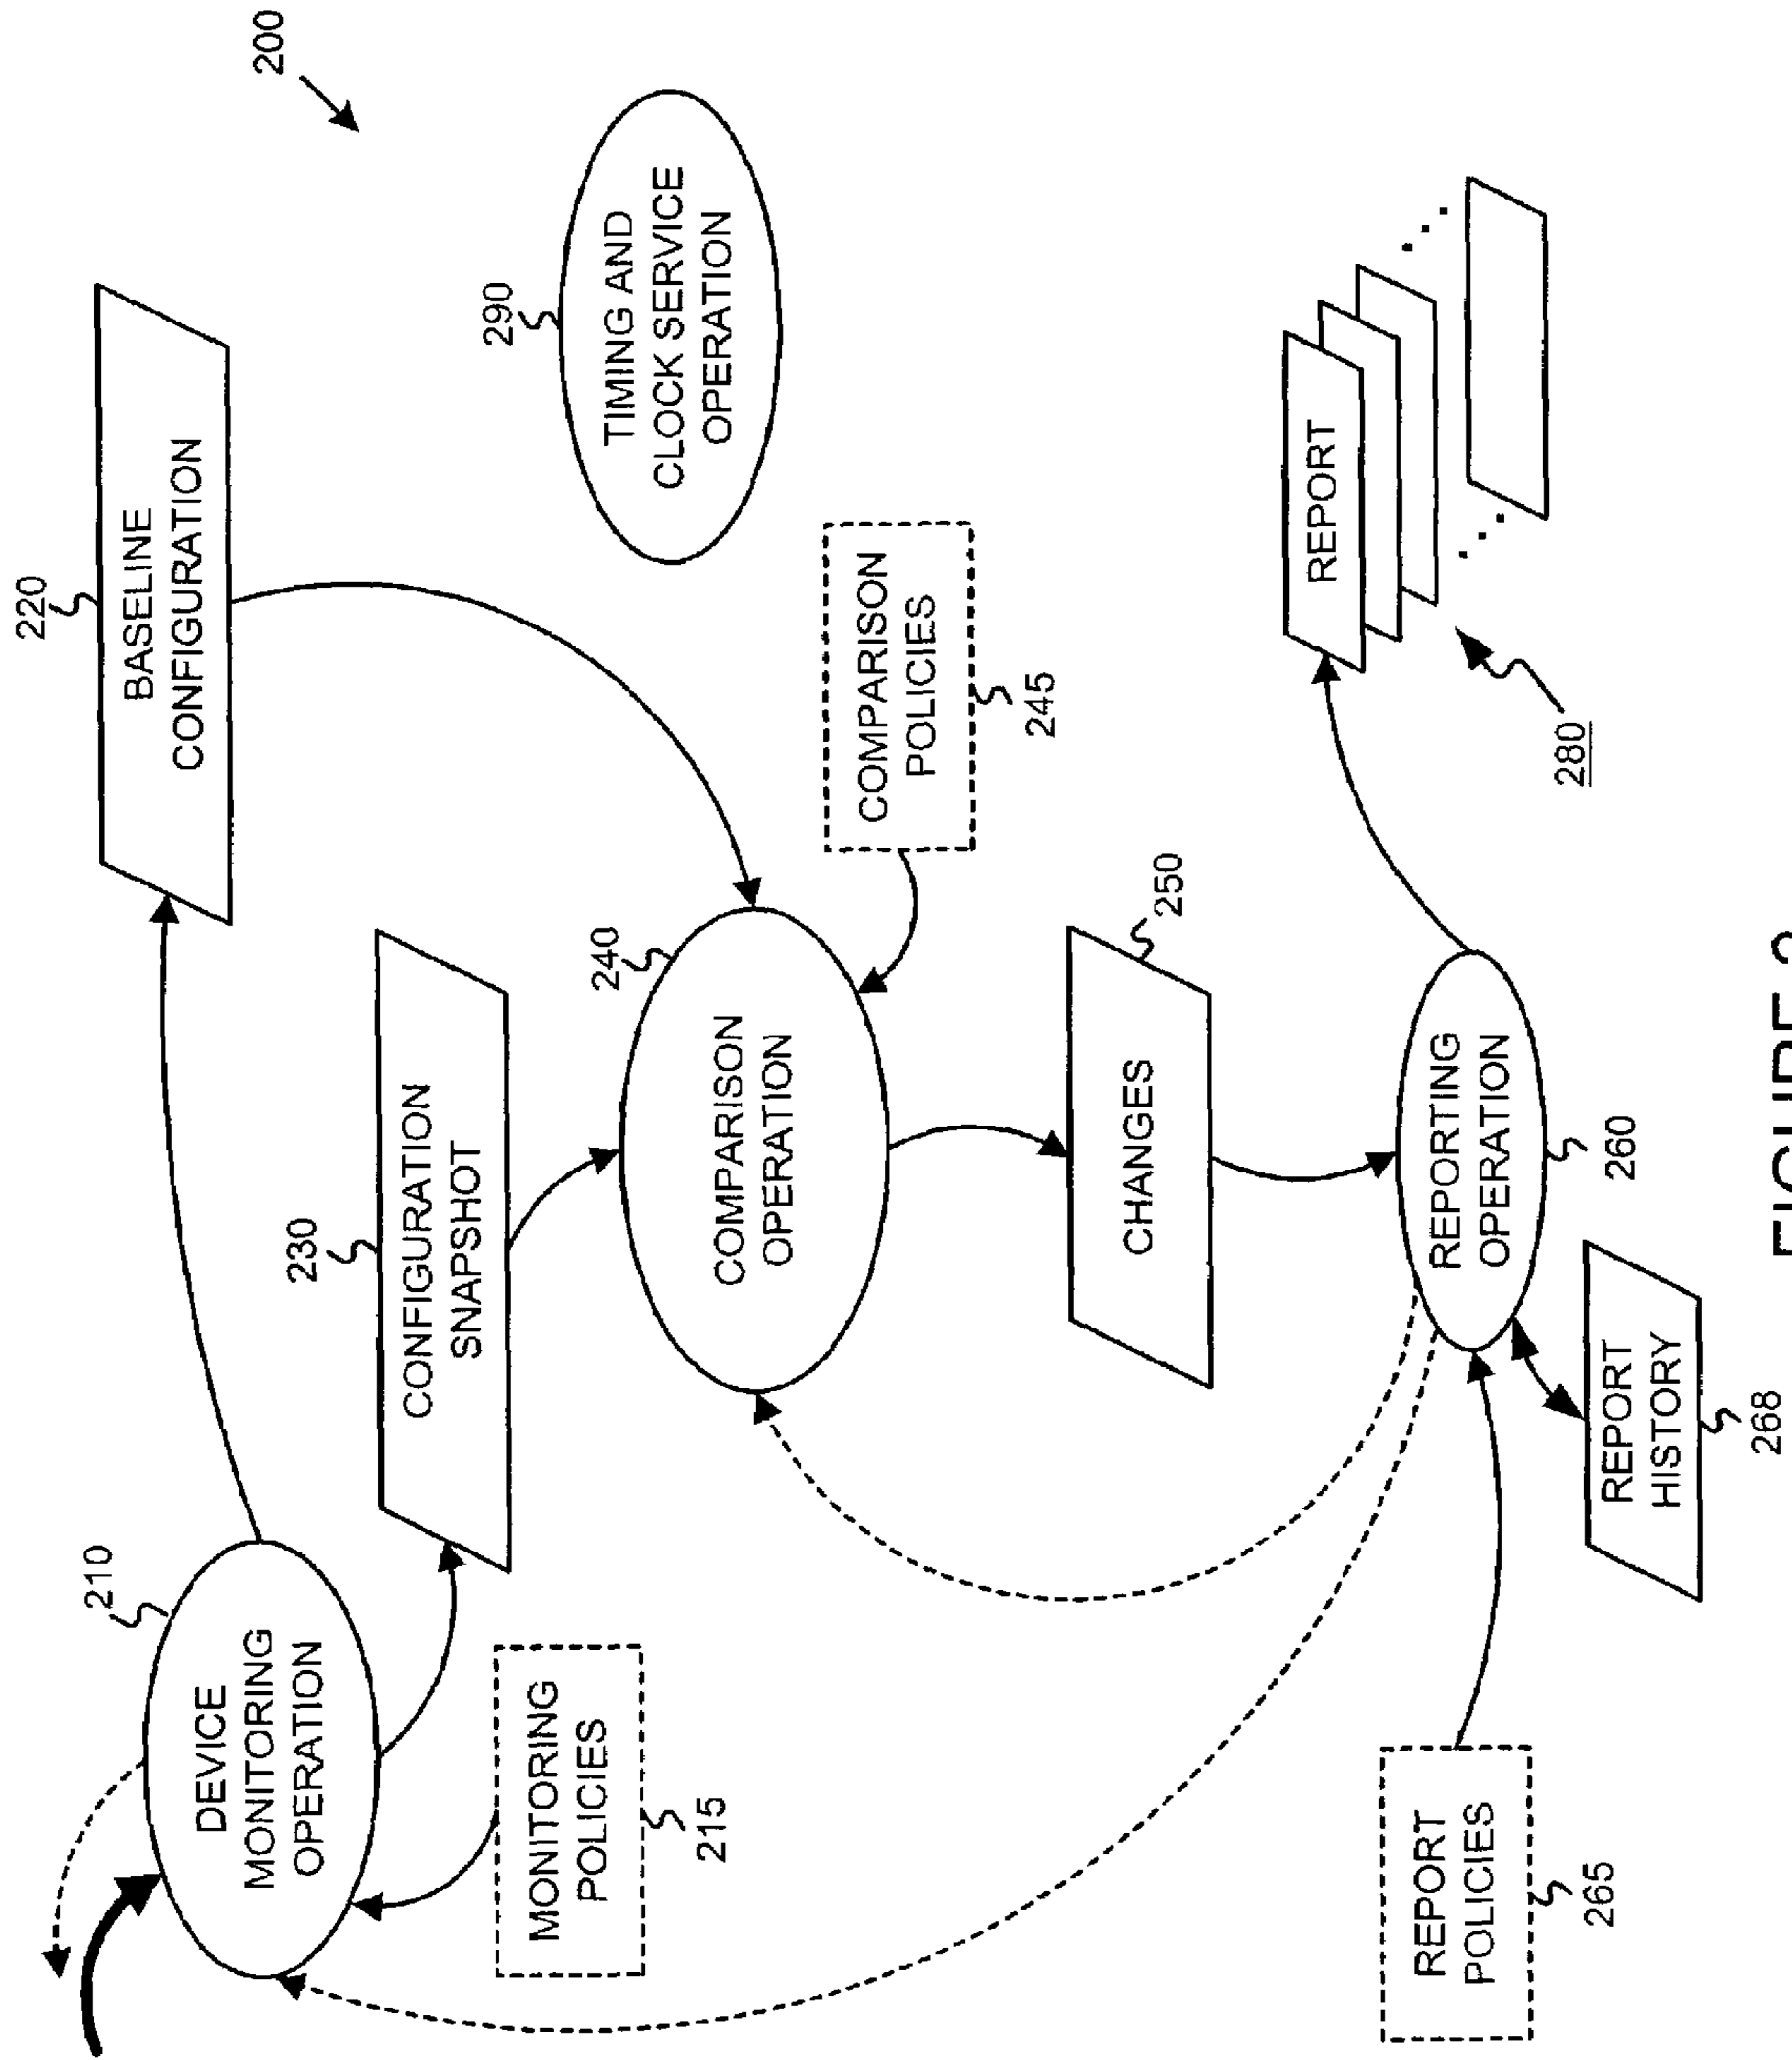 200
220
BASELINE
CONFIGURATION
210
DEVICE
MONITORING
OPERATION
230
CONFIGURATION
SNAPSHOT
290
TIMING AND
CLOCK SERVICE
OPERATION
MONITORING
POLICIES
215
240
COMPARISON
OPERATION
COMPARISON
POLICIES
245
CHANGES
250
REPORT
280
REPORTING
OPERATION
260
REPORT
POLICIES
265
REPORT
HISTORY
268
FIGURE 2